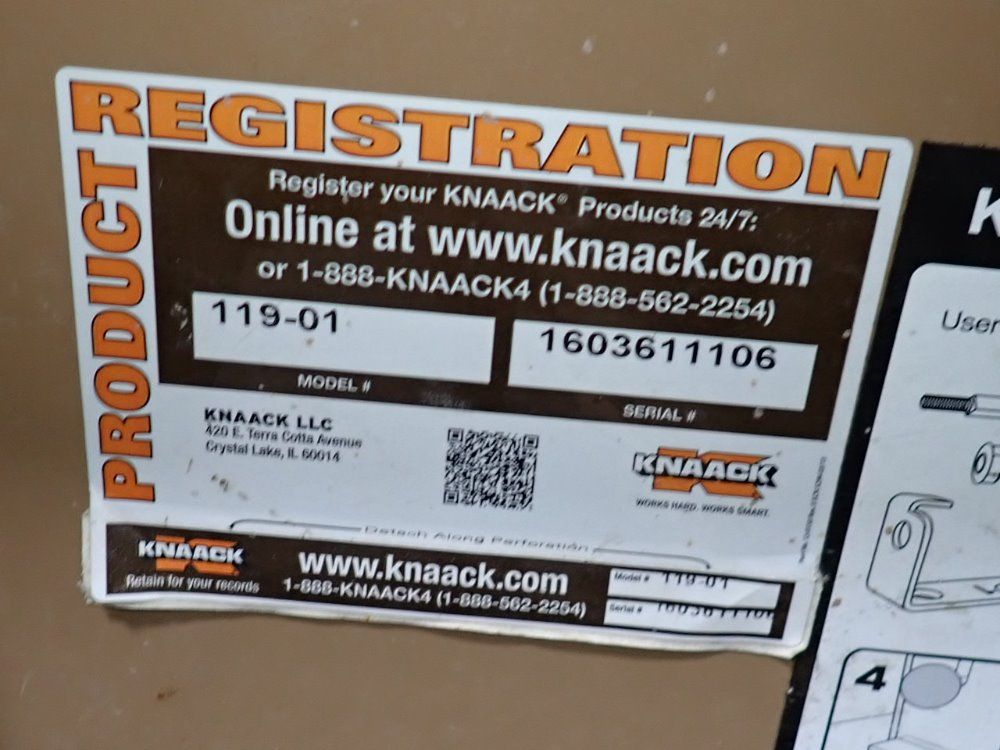 PRODUCT REGISTRATION
Register your KNAACK® Products 24/7:
Online at www.knaack.com
or 1-888-KNAACK4 (1-888-562-2254)
119-01
MODEL #
1603611106
SERIAL #
KNAACK LLC
420 E. Terra Cotta Avenue
Crystal Lake, IL 60014
KNAACK
WORKS HARD. WORKS SMART.
Detach Along Perforation
KNAACK
Retain for your records
www.knaack.com
1-888-KNAACK4 (1-888-562-2254)
Model # 119-01
Serial # 1603611106
K
User
4